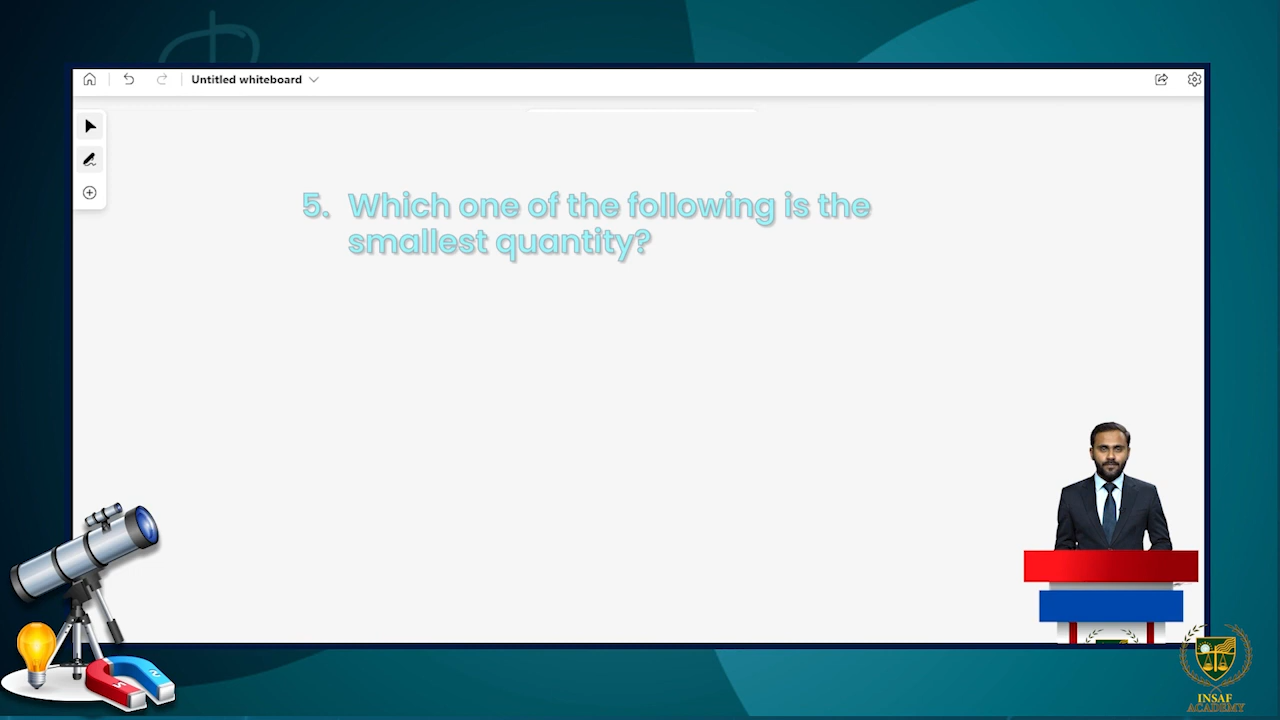 Untitled whiteboard
5. Which one of the following is the
smallest quantity?
INSAF
ACADEMY